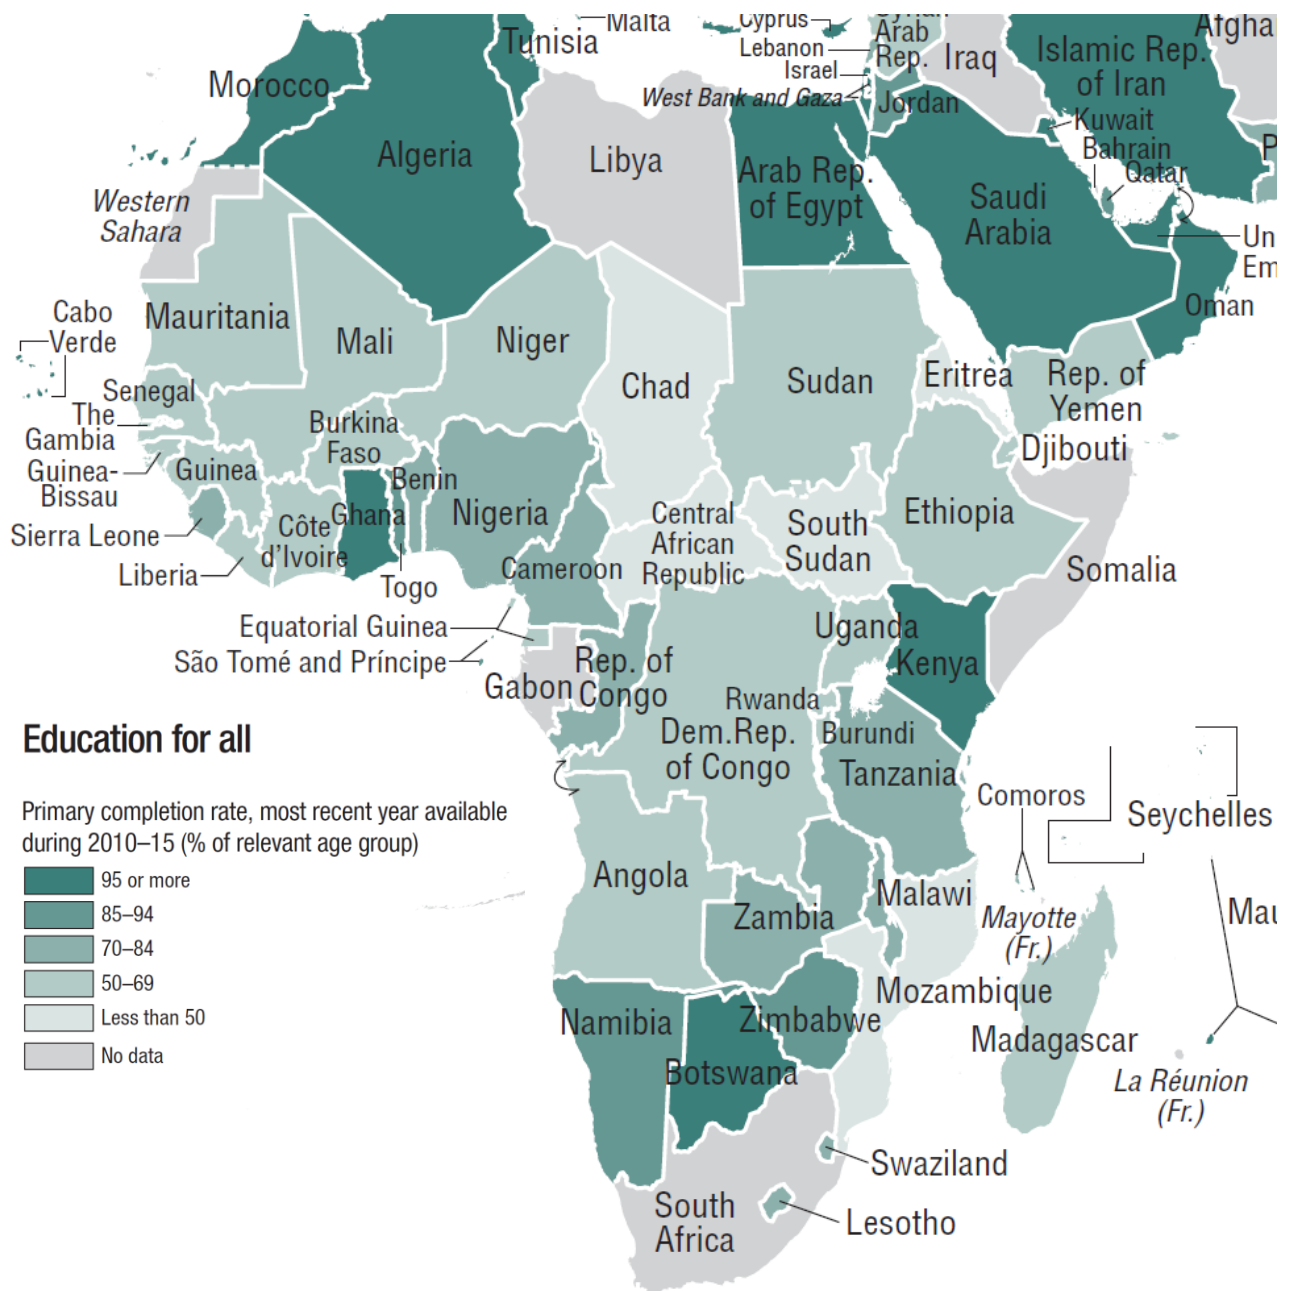 Malta
Cyprus
Syrian
Arab
Rep.
Lebanon
Israel
West Bank and Gaza
Jordan
Iraq
Islamic Rep.
of Iran
Kuwait
Bahrain
Qatar
Tunisia
Morocco
Algeria
Libya
Arab Rep.
of Egypt
Saudi
Arabia
Oman
Western
Sahara
Cabo
Verde
Mauritania
Mali
Niger
Chad
Sudan
Eritrea
Rep. of
Yemen
Djibouti
Senegal
The
Gambia
Guinea-
Bissau
Guinea
Burkina
Faso
Benin
Sierra Leone
Côte
d'Ivoire
Ghana
Nigeria
Liberia
Togo
Cameroon
Central
African
Republic
South
Sudan
Ethiopia
Somalia
Equatorial Guinea
São Tomé and Príncipe
Gabon
Rep. of
Congo
Uganda
Kenya
Rwanda
Burundi
Dem.Rep.
of Congo
Tanzania
Comoros
Seychelles
Angola
Zambia
Malawi
Mayotte
(Fr.)
Mozambique
Madagascar
Namibia
Zimbabwe
Botswana
La Réunion
(Fr.)
Swaziland
South
Africa
Lesotho
Education for all
Primary completion rate, most recent year available
during 2010–15 (% of relevant age group)
95 or more
85–94
70–84
50–69
Less than 50
No data